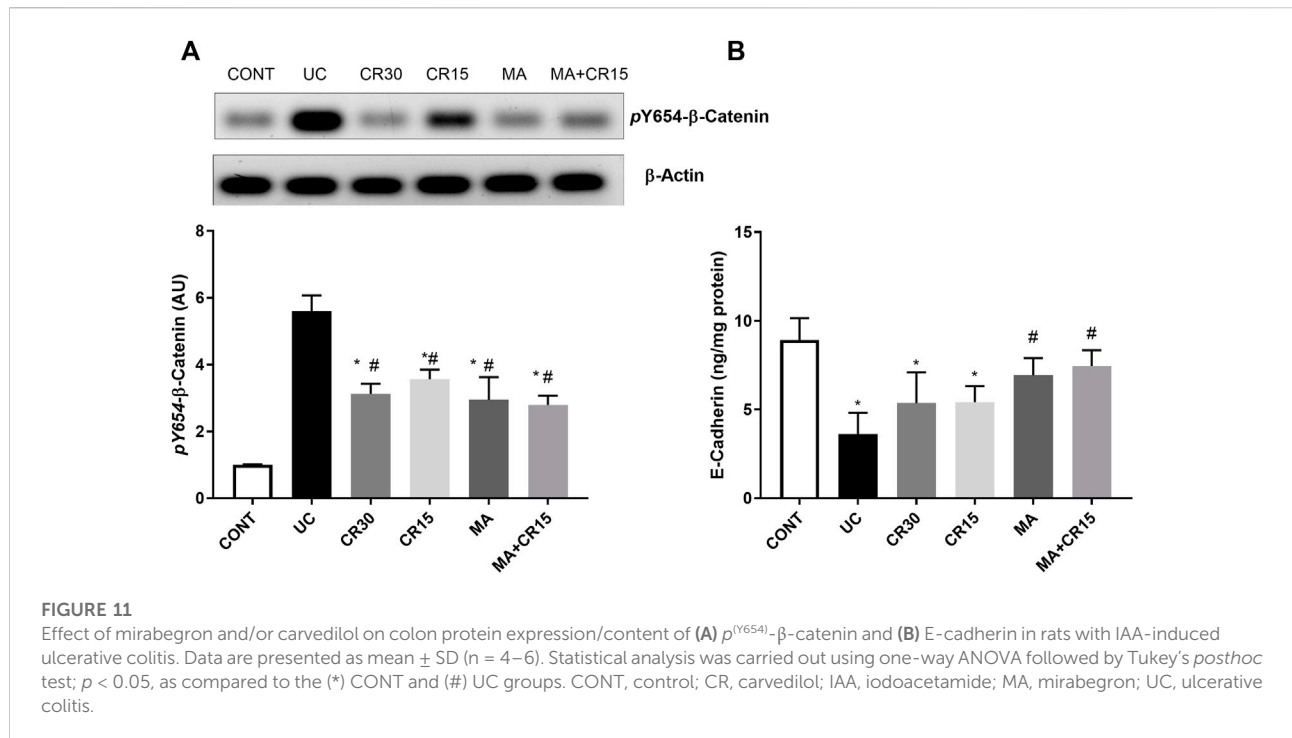 A
CONT UC CR30 CR15 MA MA+CR15
pY654-β-Catenin
β-Actin
pY654-β-Catenin (AU)
8
6
4
2
0
* #
*#
* #
* #
CONT
UC
CR30
CR15
MA
MA+CR15
B
E-Cadherin (ng/mg protein)
15
10
5
0
*
*
*
#
#
CONT
UC
CR30
CR15
MA
MA+CR15
FIGURE 11
Effect of mirabegron and/or carvedilol on colon protein expression/content of (A) p(Y654)-β-catenin and (B) E-cadherin in rats with IAA-induced
ulcerative colitis. Data are presented as mean ± SD (n = 4–6). Statistical analysis was carried out using one-way ANOVA followed by Tukey's posthoc
test; p < 0.05, as compared to the (*) CONT and (#) UC groups. CONT, control; CR, carvedilol; IAA, iodoacetamide; MA, mirabegron; UC, ulcerative
colitis.